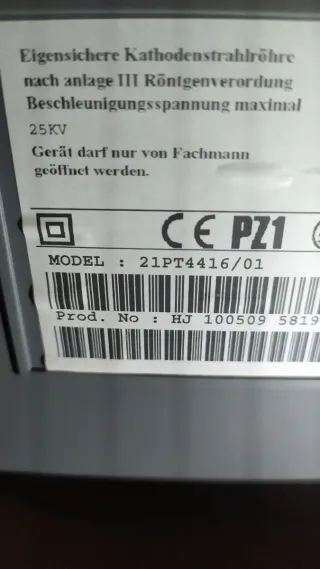 Eigensichere Kathodenstrahlröhre
nach anlage III Röntgenverordung
Beschleunigungsspannung maximal
25KV
Gerät darf nur von Fachmann
geöffnet werden.
CE PZ1
MODEL : 21PT4416/01
Prod. No : HJ 100509 5819